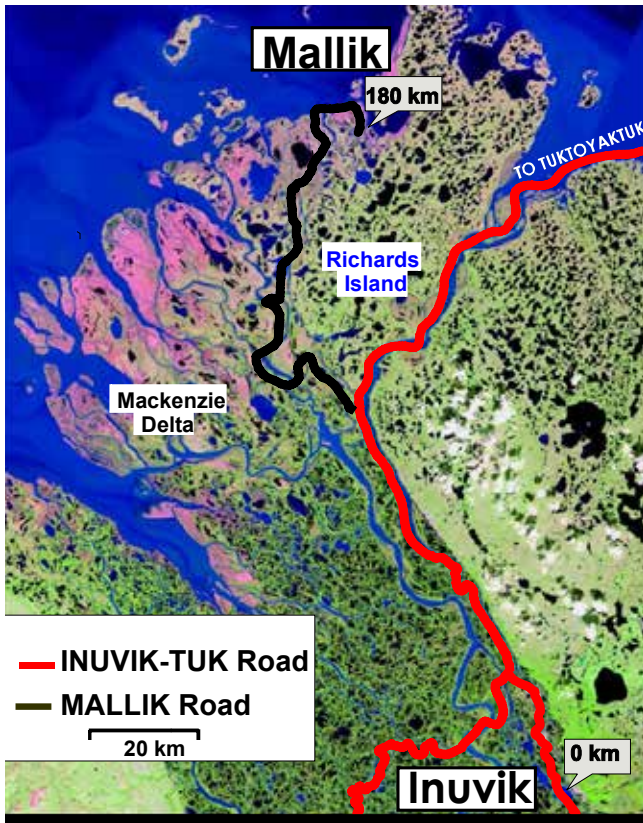 Mallik
180 km
TO TUKTOYAKTUK
Richards
Island
Mackenzie
Delta
INUVIK-TUK Road
MALLIK Road
20 km
0 km
Inuvik